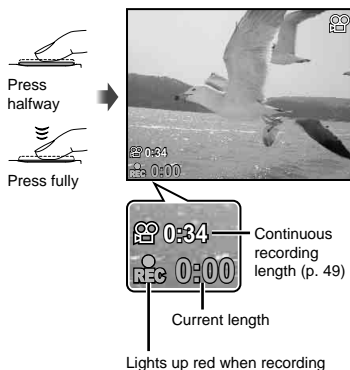 Press
halfway
Press fully
0:34
REC 0:00
0:34
REC 0:00
Continuous
recording
length (p. 49)
Current length
Lights up red when recording